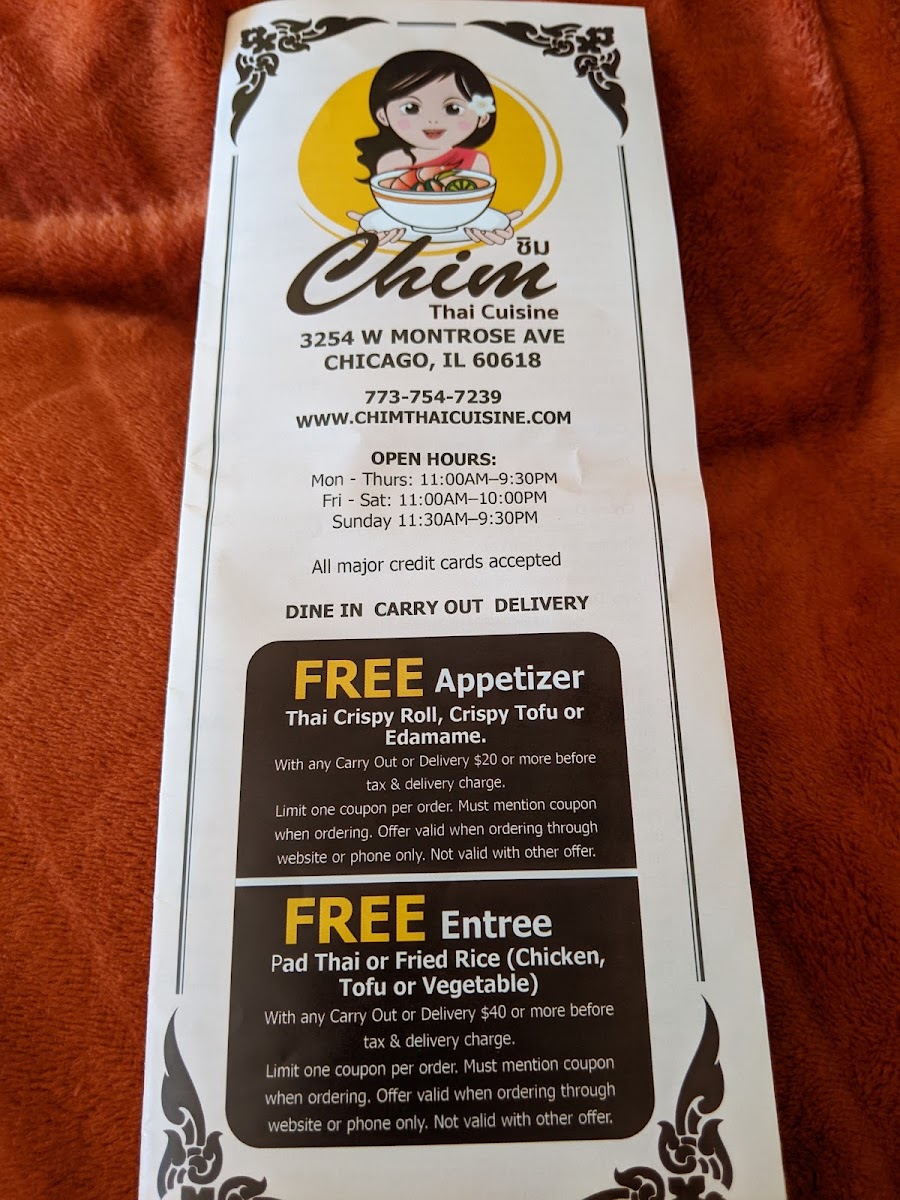 ชิม
Chim
Thai Cuisine
3254 W MONTROSE AVE
CHICAGO, IL 60618
773-754-7239
WWW.CHIMTHAICUISINE.COM
OPEN HOURS:
Mon - Thurs: 11:00AM–9:30PM
Fri - Sat: 11:00AM–10:00PM
Sunday 11:30AM–9:30PM
All major credit cards accepted
DINE IN CARRY OUT DELIVERY
FREE Appetizer
Thai Crispy Roll, Crispy Tofu or
Edamame.
With any Carry Out or Delivery $20 or more before
tax & delivery charge.
Limit one coupon per order. Must mention coupon
when ordering. Offer valid when ordering through
website or phone only. Not valid with other offer.
FREE Entree
Pad Thai or Fried Rice (Chicken,
Tofu or Vegetable)
With any Carry Out or Delivery $40 or more before
tax & delivery charge.
Limit one coupon per order. Must mention coupon
when ordering. Offer valid when ordering through
website or phone only. Not valid with other offer.